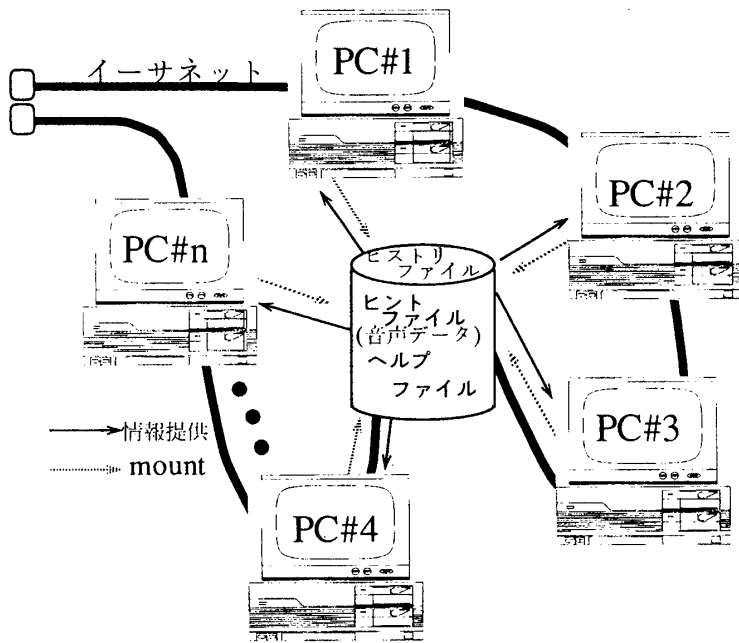 イーサネット
PC#1
PC#2
PC#n
ヒストリ
ファイル
ヒント
ファイル
(音声データ)
ヘルプ
ファイル
PC#3
情報提供
mount
PC#4